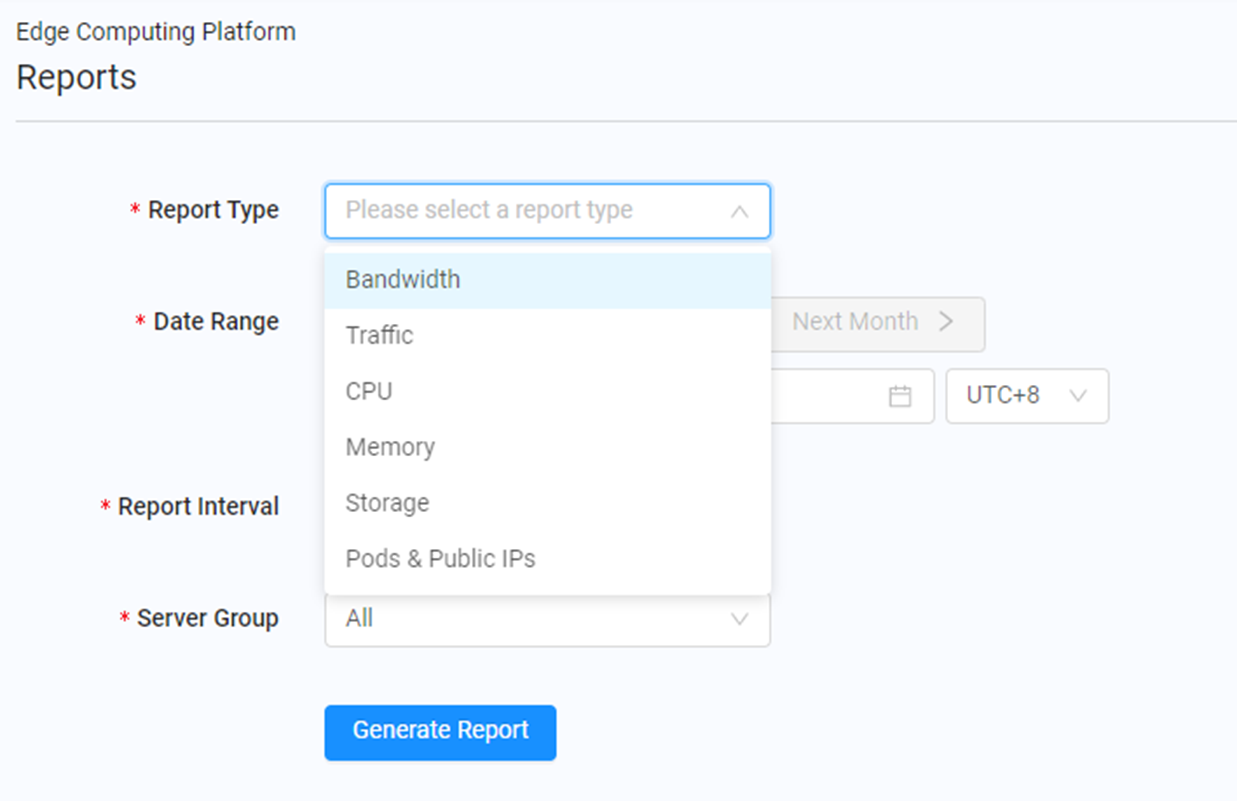 Edge Computing Platform
Reports
* Report Type
Please select a report type
Bandwidth
* Date Range
Next Month
Traffic
CPU
UTC+8
Memory
Storage
* Report Interval
Pods & Public IPs
* Server Group
All
Generate Report